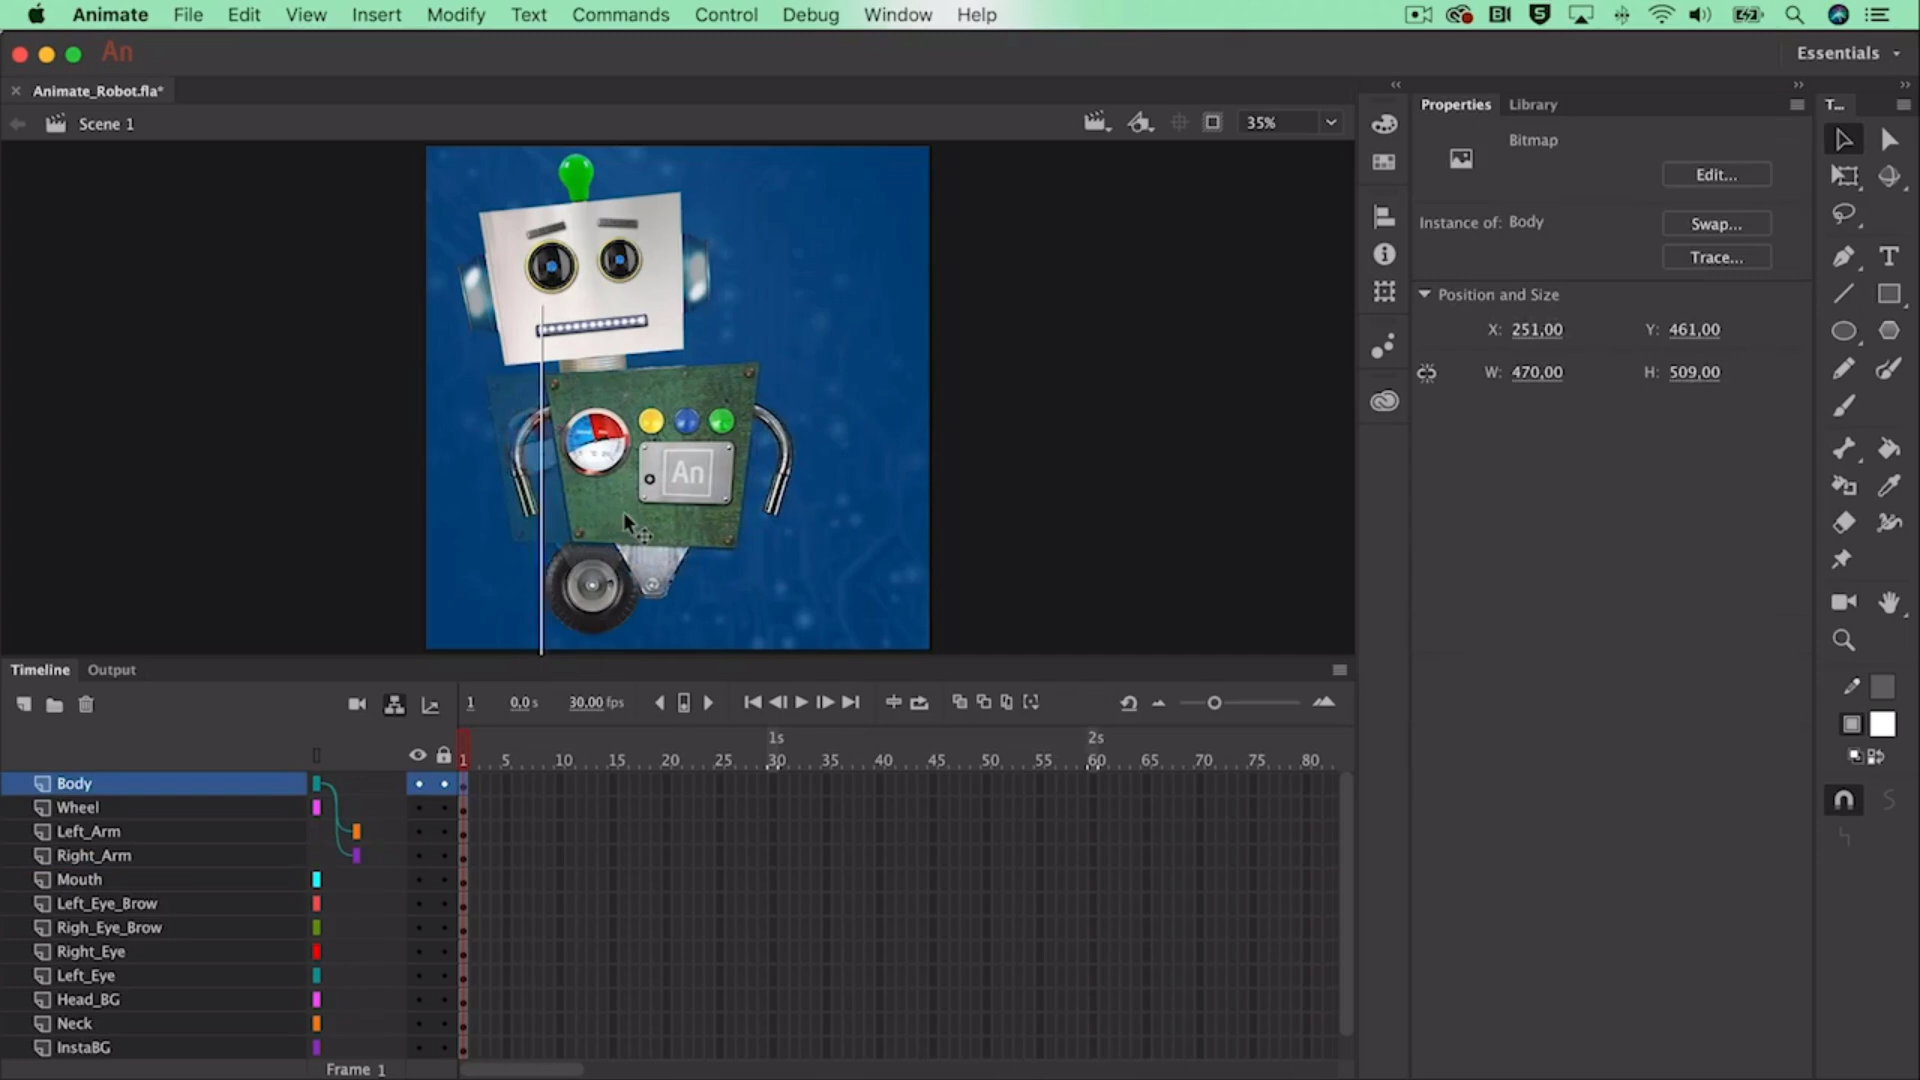 Animate File Edit View Insert Modify Text Commands Control Debug Window Help
An
Essentials
Animate_Robot.fla*
Scene 1
35%
Properties Library
T...
Bitmap
Edit...
Instance of: Body
Swap...
Trace...
Position and Size
X: 251,00 Y: 461,00
W: 470,00 H: 509,00
An
Timeline Output
1 0.0 s 30.00 fps
1s 2s
1 5 10 15 20 25 30 35 40 45 50 55 60 65 70 75 80
Body
Wheel
Left_Arm
Right_Arm
Mouth
Left_Eye_Brow
Righ_Eye_Brow
Right_Eye
Left_Eye
Head_BG
Neck
InstaBG
Frame 1